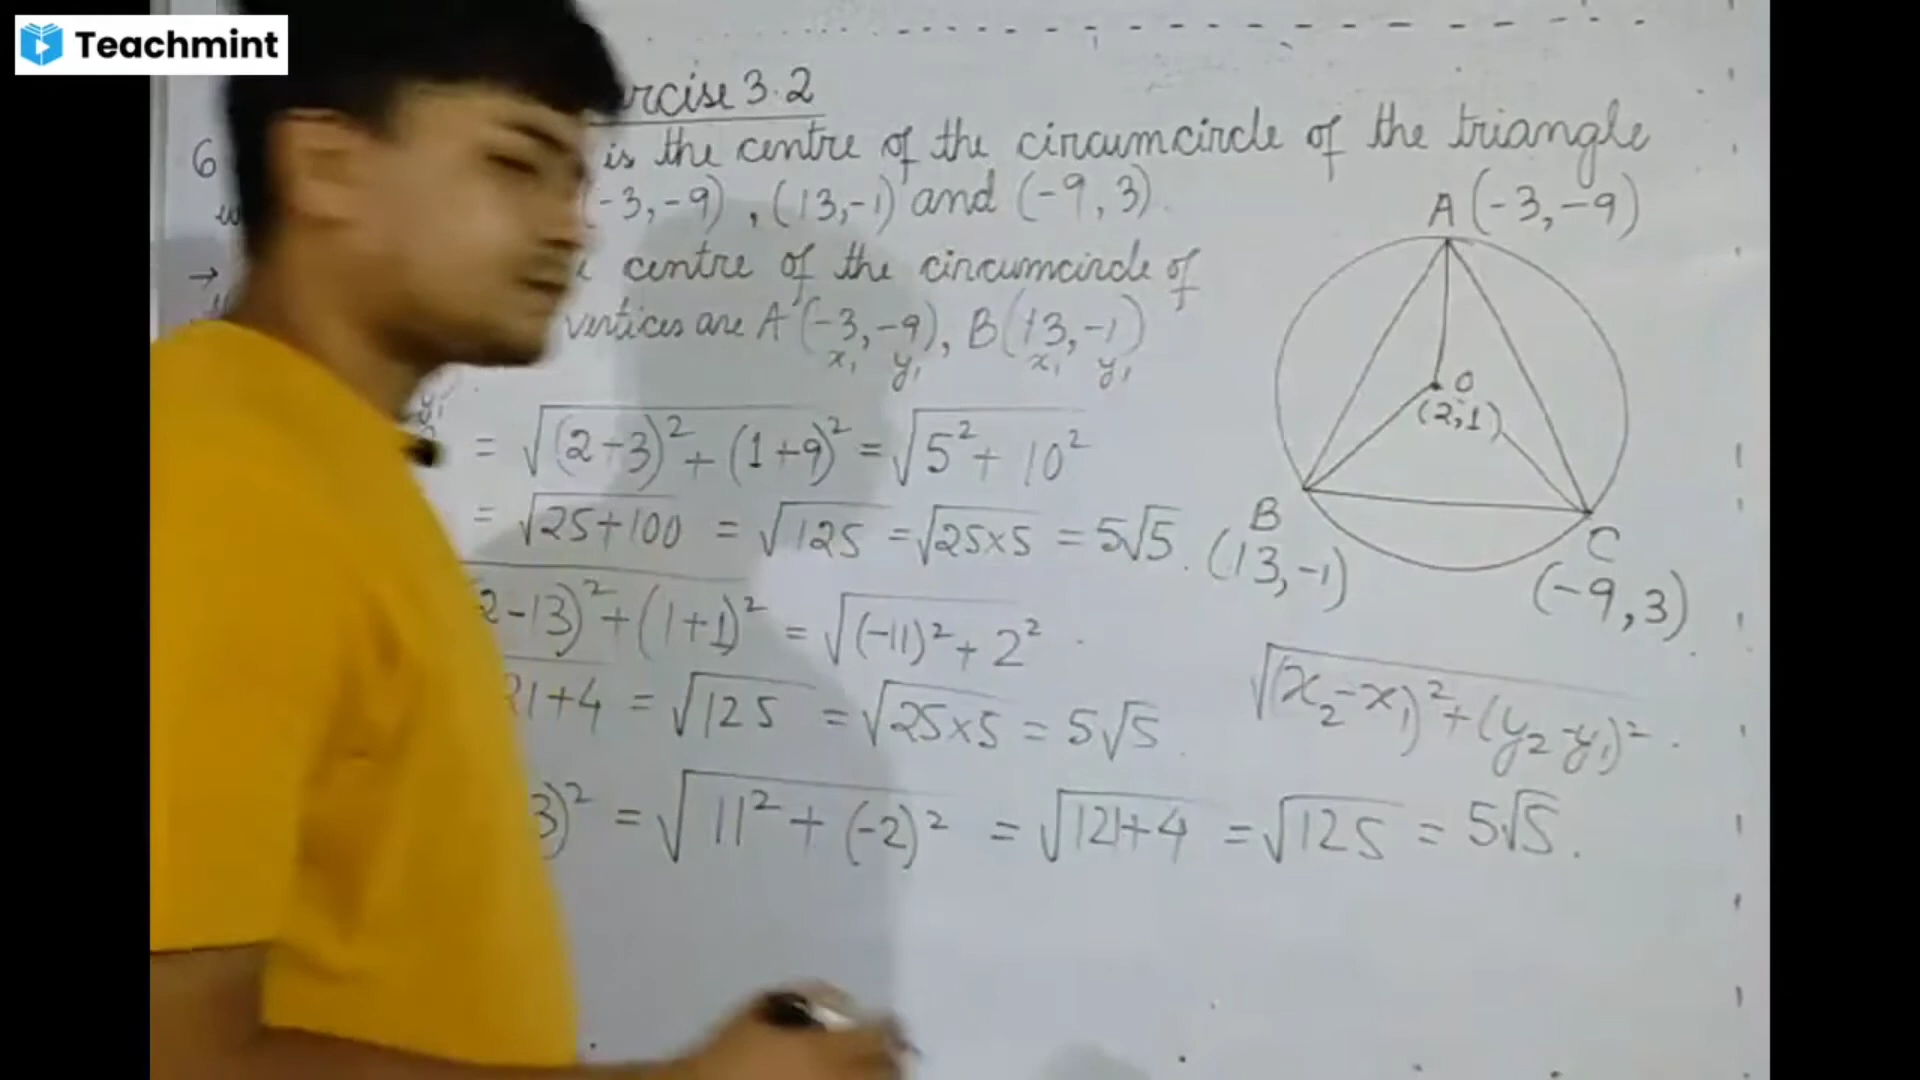 Teachmint
rcise 3.2
6
is the centre of the circumcircle of the triangle
(-3,-9), (13,-1) and (-9,3).
→
centre of the circumcircle of
vertices are A (-3,-9), B(13,-1)
x₁ y₁ x₁ y₁
= √(2+3)² + (1+9)² = √5² + 10²
= √25+100 = √125 = √25×5 = 5√5.
2-13)² + (1+1)² = √(-11)² + 2²
21+4 = √125 = √25×5 = 5√5.
3)² = √11² + (-2)² = √121+4 = √125 = 5√5.
A (-3,-9)
O
(2,1)
B
(13,-1)
C
(-9,3)
√(x₂-x₁)² + (y₂-y₁)².